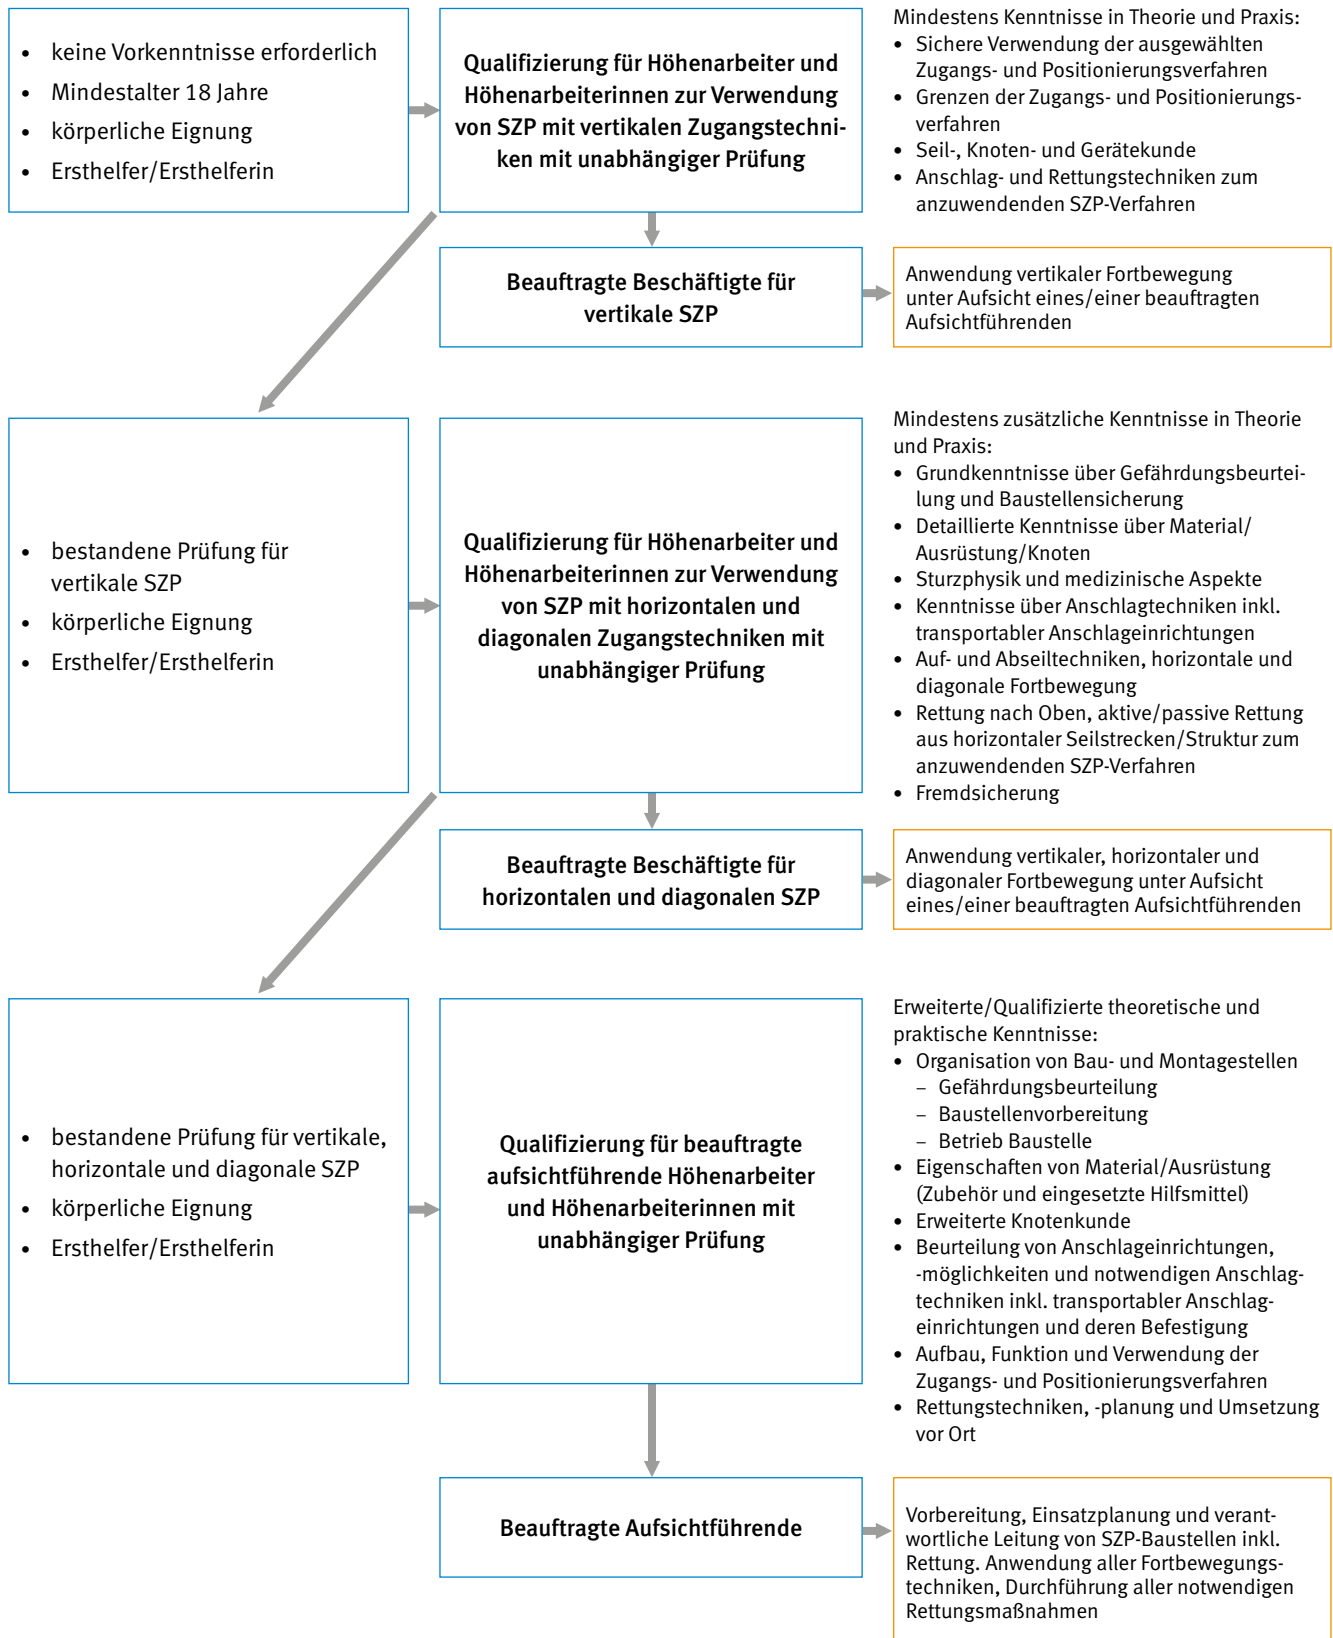 • keine Vorkenntnisse erforderlich
• Mindestalter 18 Jahre
• körperliche Eignung
• Ersthelfer/Ersthelferin
Qualifizierung für Höhenarbeiter und
Höhenarbeiterinnen zur Verwendung
von SZP mit vertikalen Zugangstechni-
ken mit unabhängiger Prüfung
Mindestens Kenntnisse in Theorie und Praxis:
• Sichere Verwendung der ausgewählten
Zugangs- und Positionierungsverfahren
• Grenzen der Zugangs- und Positionierungs-
verfahren
• Seil-, Knoten- und Gerätekunde
• Anschlag- und Rettungstechniken zum
anzuwendenden SZP-Verfahren
Beauftragte Beschäftigte für
vertikale SZP
Anwendung vertikaler Fortbewegung
unter Aufsicht eines/einer beauftragten
Aufsichtführenden
• bestandene Prüfung für
vertikale SZP
• körperliche Eignung
• Ersthelfer/Ersthelferin
Qualifizierung für Höhenarbeiter und
Höhenarbeiterinnen zur Verwendung
von SZP mit horizontalen und
diagonalen Zugangstechniken mit
unabhängiger Prüfung
Mindestens zusätzliche Kenntnisse in Theorie
und Praxis:
• Grundkenntnisse über Gefährdungsbeurtei-
lung und Baustellensicherung
• Detaillierte Kenntnisse über Material/
Ausrüstung/Knoten
• Sturzphysik und medizinische Aspekte
• Kenntnisse über Anschlagtechniken inkl.
transportabler Anschlageinrichtungen
• Auf- und Abseiltechniken, horizontale und
diagonale Fortbewegung
• Rettung nach Oben, aktive/passive Rettung
aus horizontaler Seilstrecken/Struktur zum
anzuwendenden SZP-Verfahren
• Fremdsicherung
Beauftragte Beschäftigte für
horizontalen und diagonalen SZP
Anwendung vertikaler, horizontaler und
diagonaler Fortbewegung unter Aufsicht
eines/einer beauftragten Aufsichtführenden
• bestandene Prüfung für vertikale,
horizontale und diagonale SZP
• körperliche Eignung
• Ersthelfer/Ersthelferin
Qualifizierung für beauftragte
aufsichtführende Höhenarbeiter
und Höhenarbeiterinnen mit
unabhängiger Prüfung
Erweiterte/Qualifizierte theoretische und
praktische Kenntnisse:
• Organisation von Bau- und Montagestellen
– Gefährdungsbeurteilung
– Baustellenvorbereitung
– Betrieb Baustelle
• Eigenschaften von Material/Ausrüstung
(Zubehör und eingesetzte Hilfsmittel)
• Erweiterte Knotenkunde
• Beurteilung von Anschlageinrichtungen,
-möglichkeiten und notwendigen Anschlag-
techniken inkl. transportabler Anschlag-
einrichtungen und deren Befestigung
• Aufbau, Funktion und Verwendung der
Zugangs- und Positionierungsverfahren
• Rettungstechniken, -planung und Umsetzung
vor Ort
Beauftragte Aufsichtführende
Vorbereitung, Einsatzplanung und verant-
wortliche Leitung von SZP-Baustellen inkl.
Rettung. Anwendung aller Fortbewegungs-
techniken, Durchführung aller notwendigen
Rettungsmaßnahmen